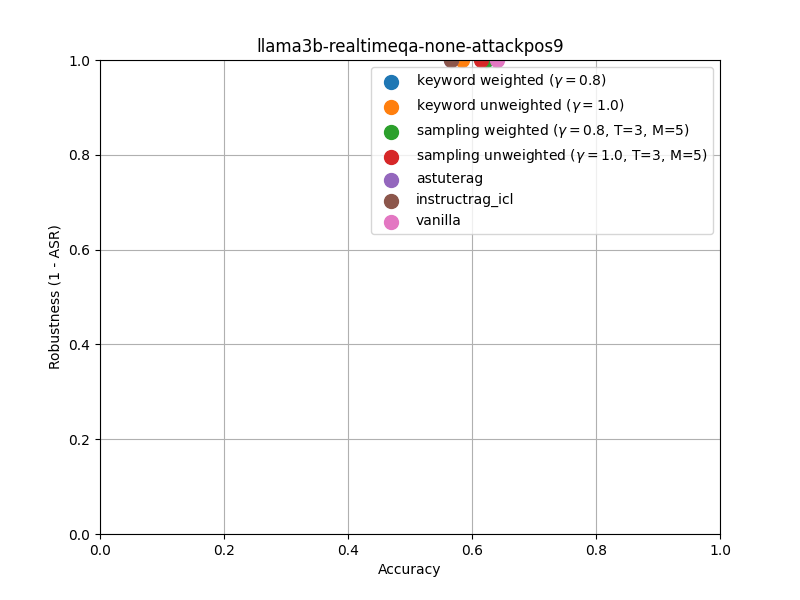 llama3b-realtimeqa-none-attackpos9
1.0
0.8
0.6
0.4
0.2
0.0
Robustness (1 - ASR)
keyword weighted (γ = 0.8)
keyword unweighted (γ = 1.0)
sampling weighted (γ = 0.8, T=3, M=5)
sampling unweighted (γ = 1.0, T=3, M=5)
astuterag
instructrag_icl
vanilla
0.0 0.2 0.4 0.6 0.8 1.0
Accuracy